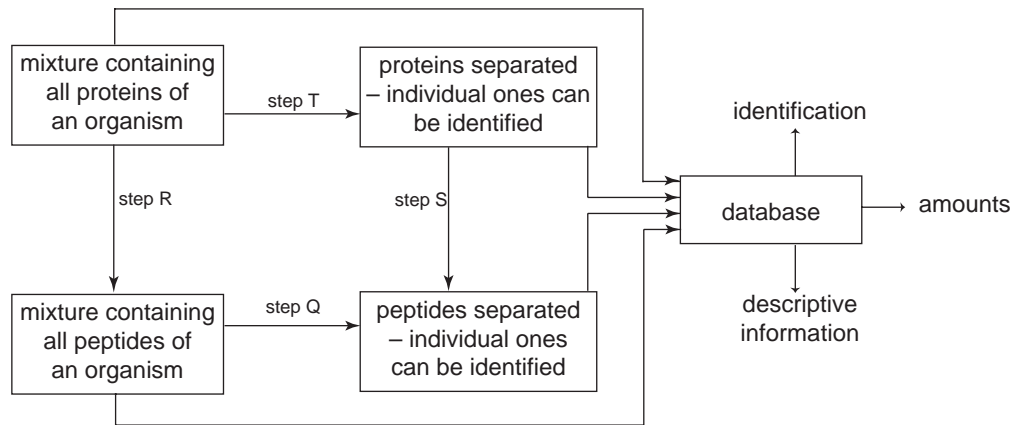 mixture containing
all proteins of
an organism
step T
proteins separated
– individual ones can
be identified
identification
step R
step S
database
amounts
mixture containing
all peptides of
an organism
step Q
peptides separated
– individual ones
can be identified
descriptive
information